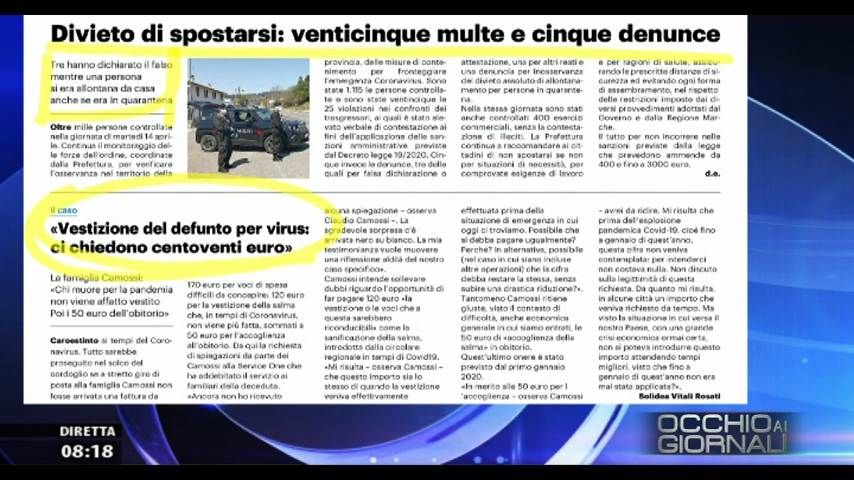 Divieto di spostarsi: venticinque multe e cinque denunce
Tre hanno dichiarato il falso
mentre una persona
si era allontana da casa
anche se era in quarantena
Oltre mille persone controllate
nella giornata di martedì 14 apri-
le. Continua il monitoraggio del-
le forze dell'ordine, coordinate
dalla Prefettura, per verificare
l'osservanza nel territorio della
provincia, delle misure di conte-
nimento per fronteggiare
l'emergenza Coronavirus. Sono
state 1.115 le persone controlla-
te e sono state venticinque le
25 violazioni nei confronti dei
trasgressori, ai quali è stato ele-
vato verbale di contestazione ai
fini dell'applicazione delle san-
zioni amministrative previste
dal Decreto legge 19/2020. Cin-
que invece le denunce, tre delle
quali per falsa dichiarazione o
attestazione, una per altri reati e
una denuncia per inosservanza
del divieto assoluto di allontana-
mento per persone in quarante-
na.
Nella stessa giornata sono stati
anche controllati 400 esercizi
commerciali, senza la contesta-
zione di illeciti. La Prefettura
continua a raccomandare ai cit-
tadini di non spostarsi se non
per situazioni di necessità, per
comprovate esigenze di lavoro
e per ragioni di salute, assicu-
rando le prescritte distanze di si-
curezza ed evitando ogni forma
di assembramento, nel rispetto
delle restrizioni imposte dai di-
versi provvedimenti adottati dal
Governo e dalla Regione Mar-
che.
Il tutto per non incorrere nelle
sanzioni previste dalla legge
che prevedono ammende da
400 e fino a 3000 euro.
d.e.
Il caso
«Vestizione del defunto per virus:
ci chiedono centoventi euro»
La famiglia Camossi:
«Chi muore per la pandemia
non viene affatto vestito
Poi i 50 euro dell'obitorio»
Caroestinto ai tempi del Coro-
navirus. Tutto sarebbe
proseguito nel solco del
cordoglio se a stretto giro di
posta alla famiglia Camossi non
fosse arrivata una fattura da
170 euro per voci di spesa
difficili da concepire: 120 euro
per la vestizione della salma
che, in tempi di Coronavirus,
non viene più fatta, sommati a
50 euro per l'accoglienza
all'obitorio. Da qui la richiesta
di spiegazioni da parte dei
Camossi alla Service One che
ha addebitato il servizio ai
familiari della deceduta.
«Ancora non ho ricevuto
alcuna spiegazione – osserva
Claudio Camossi –. La
sgradevole sorpresa c'è
arrivata nero su bianco. La mia
testimonianza vuole muovere
una riflessione aldilà del nostro
caso specifico».
Camossi intende sollevare
dubbi riguardo l'opportunità di
far pagare 120 euro «la
vestizione o le voci che a
questa sarebbero
riconducibili» come la
sanificazione della salma,
introdotta dalla circolare
regionale in tempi di Covid19.
«Mi risulta – osserva Camossi –
che questo importo sia lo
stesso di quando la vestizione
veniva effettivamente
effettuata prima della
situazione di emergenza in cui
oggi ci troviamo. Possibile che
si debba pagare ugualmente?
Perché? In alternativa, possibile
(nel caso in cui siano incluse
altre operazioni) che la cifra
debba restare la stessa, senza
subire una drastica riduzione?».
Tantomeno Camossi ritiene
giuste, visto il contesto di
difficoltà, anche economica
generale in cui siamo entrati, le
50 euro di «accoglienza della
salma» in obitorio.
Quest'ultimo onere è stato
previsto dal primo gennaio
2020.
«In merito alle 50 euro per l
'accoglienza – osserva Camossi
– avrei da ridire. Mi risulta che
prima dell'esplosione
pandemia Covid-19, cioé fino
a gennaio di quest'anno,
questa cifra non veniva
contemplata: per intenderci
non costava nulla. Non discuto
sulla legittimità di questa
richiesta. Da quanto mi risulta,
in alcune città un importo che
veniva richiesto da tempo. Ma
visto la situazione in cui versa il
nostro Paese, con una grande
crisi economica ormai certa,
non si poteva introdurre questo
importo attendendo tempi
migliori, visto che fino a
gennaio di quest'anno non era
mai stata applicata?».
Solidea Vitali Rosati
DIRETTA
08:18
OCCHIO AI
GIORNALI